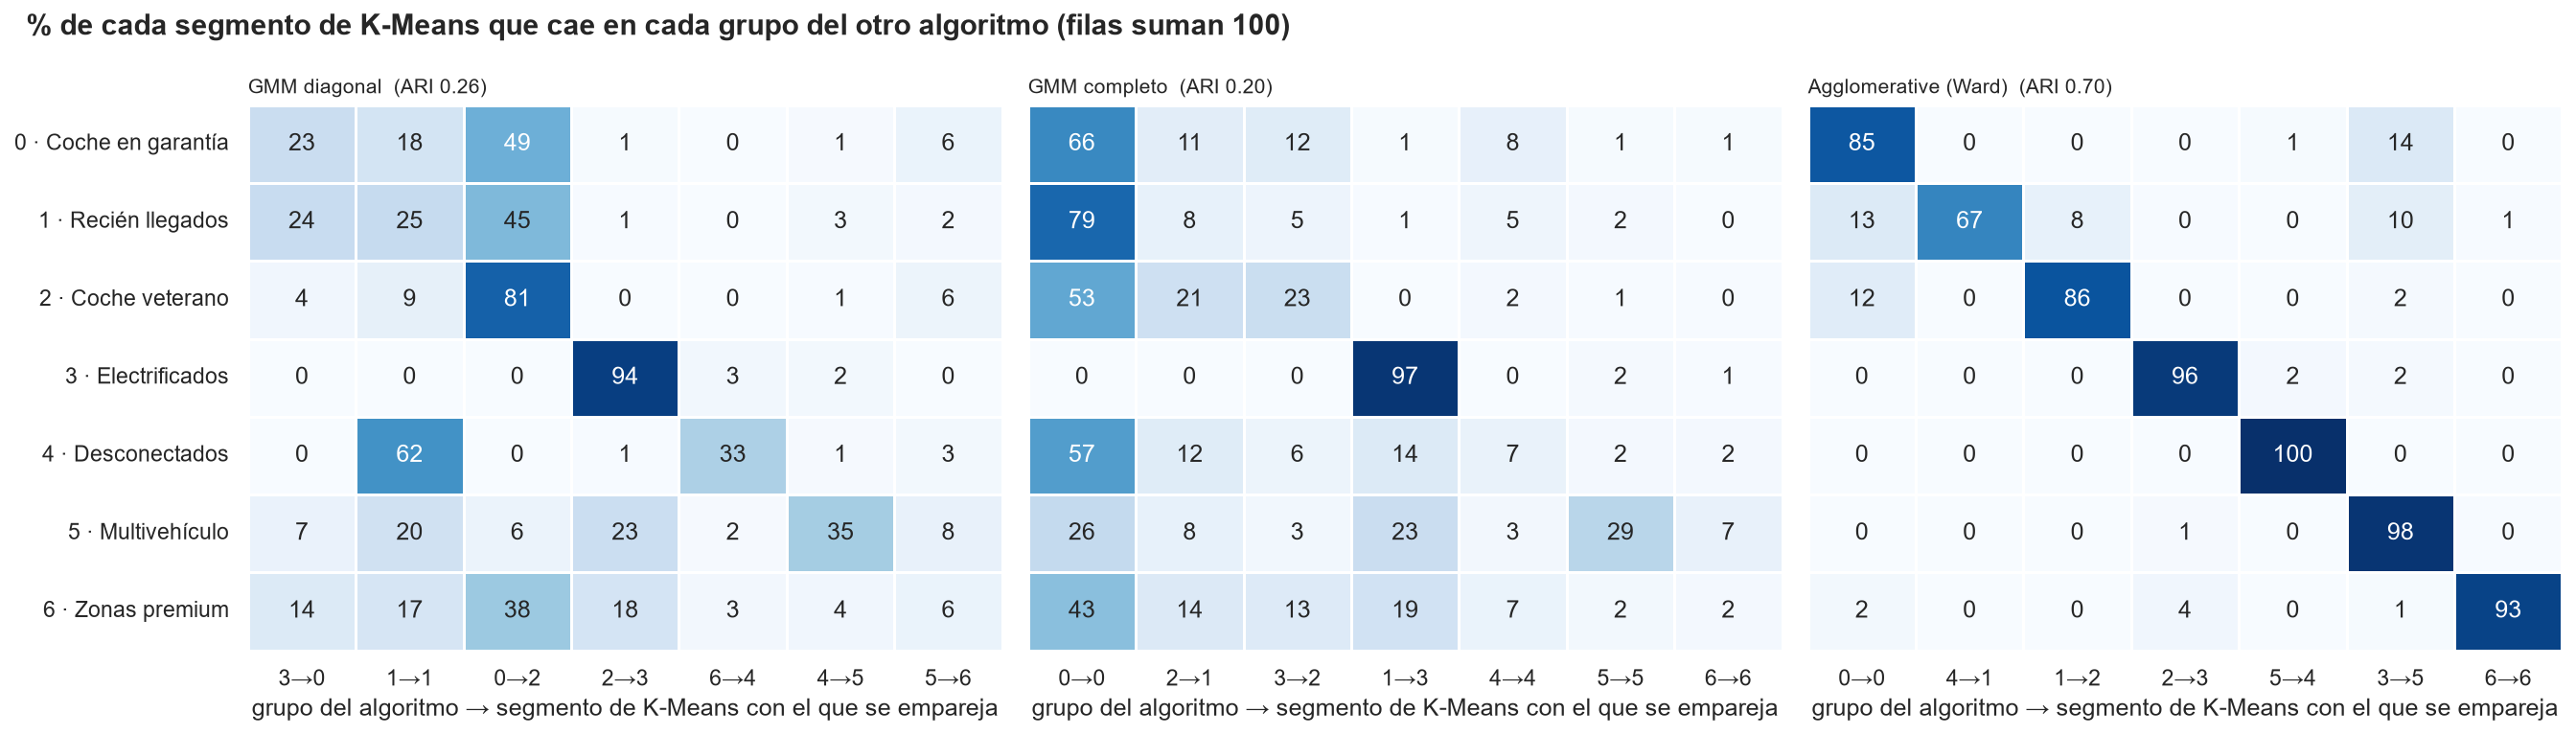 % de cada segmento de K-Means que cae en cada grupo del otro algoritmo (filas suman 100)
GMM diagonal (ARI 0.26)
GMM completo (ARI 0.20)
Agglomerative (Ward) (ARI 0.70)
0 · Coche en garantía 23 18 49 1 0 1 6 66 11 12 1 8 1 1 85 0 0 0 1 14 0
1 · Recién llegados 24 25 45 1 0 3 2 79 8 5 1 5 2 0 13 67 8 0 0 10 1
2 · Coche veterano 4 9 81 0 0 1 6 53 21 23 0 2 1 0 12 0 86 0 0 2 0
3 · Electrificados 0 0 0 94 3 2 0 0 0 0 97 0 2 1 0 0 0 96 2 2 0
4 · Desconectados 0 62 0 1 33 1 3 57 12 6 14 7 2 2 0 0 0 0 100 0 0
5 · Multivehículo 7 20 6 23 2 35 8 26 8 3 23 3 29 7 0 0 0 1 0 98 0
6 · Zonas premium 14 17 38 18 3 4 6 43 14 13 19 7 2 2 2 0 0 4 0 1 93
3→0 1→1 0→2 2→3 6→4 4→5 5→6 0→0 2→1 3→2 1→3 4→4 5→5 6→6 0→0 4→1 1→2 2→3 5→4 3→5 6→6
grupo del algoritmo → segmento de K-Means con el que se empareja
grupo del algoritmo → segmento de K-Means con el que se empareja
grupo del algoritmo → segmento de K-Means con el que se empareja